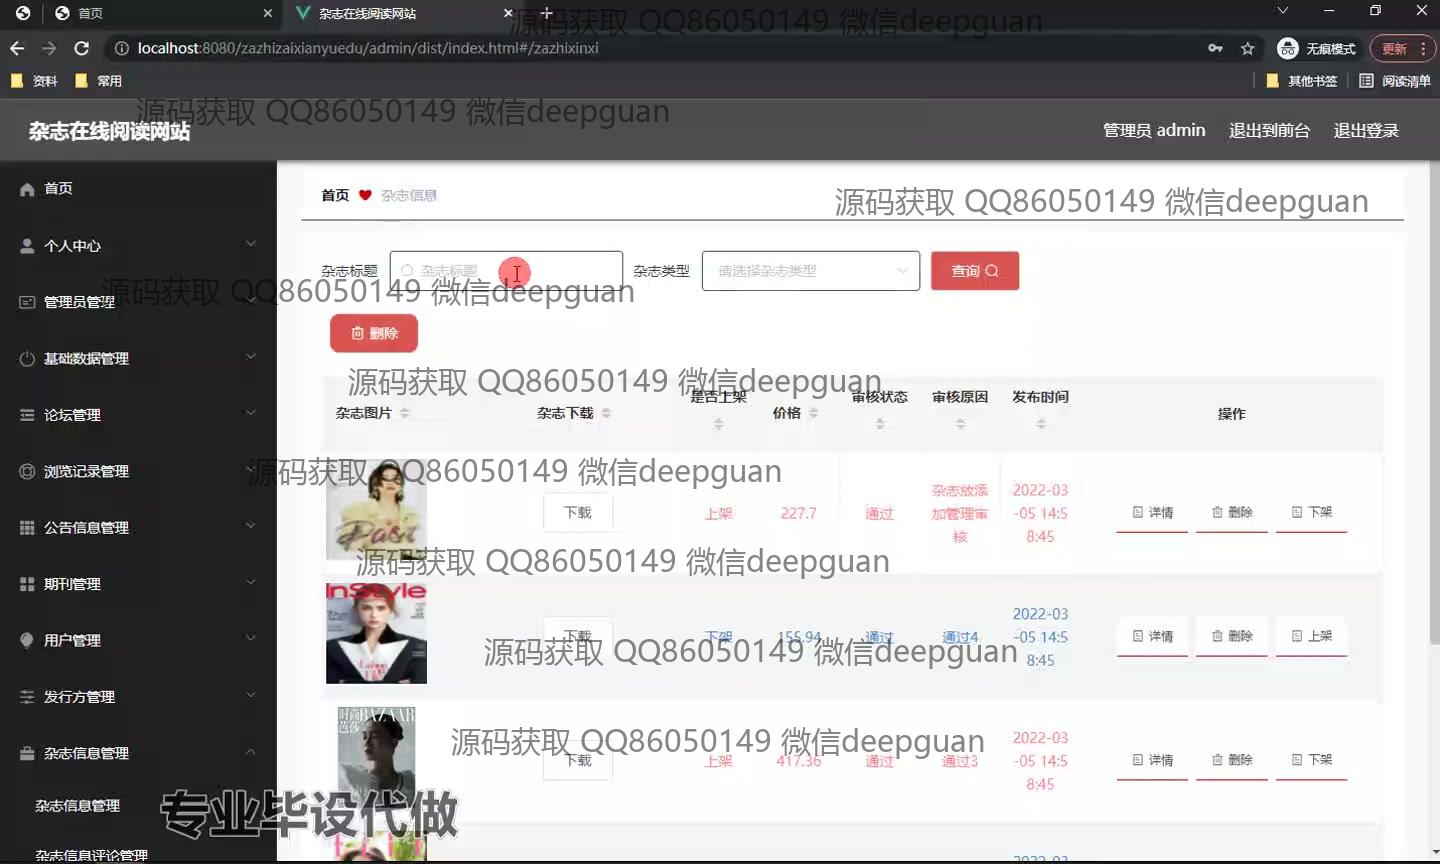 首页
杂志在线阅读网站
源码获取 QQ86050149 微信deepguan
localhost:8080/zazhizaixianyuedu/admin/dist/index.html#/zazhixinxi
无痕模式
更新
资料
常用
其他书签
阅读清单
源码获取 QQ86050149 微信deepguan
杂志在线阅读网站
管理员 admin
退出到前台
退出登录
首页
个人中心
管理员管理
基础数据管理
论坛管理
浏览记录管理
公告信息管理
期刊管理
用户管理
发行方管理
杂志信息管理
杂志信息管理
杂志信息评论管理
首页
杂志信息
源码获取 QQ86050149 微信deepguan
杂志标题
杂志标题
杂志类型
请选择杂志类型
查询
源码获取 QQ86050149 微信deepguan
删除
源码获取 QQ86050149 微信deepguan
杂志图片
杂志下载
是否上架
价格
审核状态
审核原因
发布时间
操作
源码获取 QQ86050149 微信deepguan
下载
上架
227.7
通过
杂志放添
加管理审
核
2022-03
-05 14:5
8:45
详情
删除
下架
源码获取 QQ86050149 微信deepguan
InStyle
下载
下架
155.94
通过
通过4
2022-03
-05 14:5
8:45
详情
删除
上架
源码获取 QQ86050149 微信deepguan
时尚
芭莎
BAZAAR
下载
上架
417.36
通过
通过3
2022-03
-05 14:5
8:45
详情
删除
下架
源码获取 QQ86050149 微信deepguan
专业毕设代做
2022-03